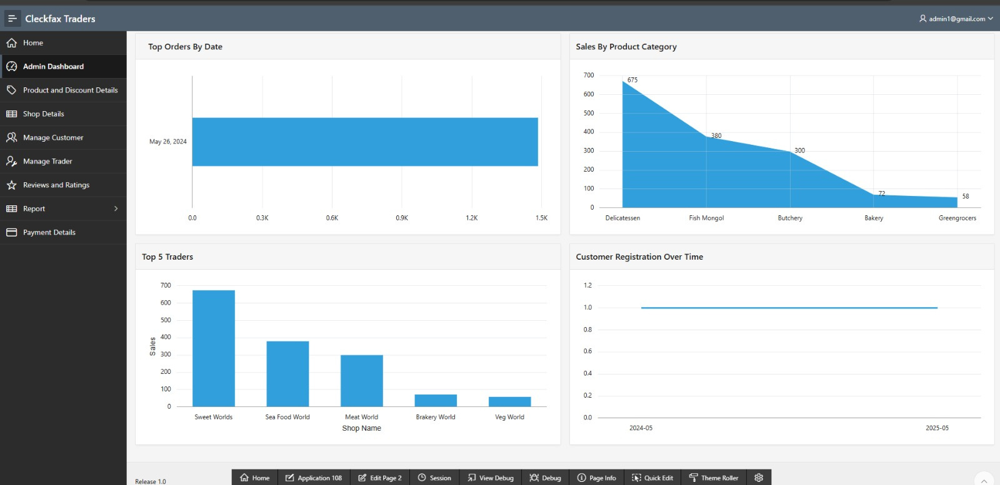 Cleckfax Traders
admin1@gmail.com
Home
Admin Dashboard
Product and Discount Details
Shop Details
Manage Customer
Manage Trader
Reviews and Ratings
Report
Payment Details
Top Orders By Date
May 26, 2024
0.0 0.3K 0.6K 0.9K 1.2K 1.5K
Sales By Product Category
700
600
500
400
300
200
100
0
675
380
300
72
58
Delicatessen Fish Mongol Butchery Bakery Greengrocers
Top 5 Traders
Sales
700
600
500
400
300
200
100
0
Sweet Worlds Sea Food World Meat World Brakery World Veg World
Shop Name
Customer Registration Over Time
1.2
1.0
0.8
0.6
0.4
0.2
0.0
2024-05 2025-05
Release 1.0
Home Application 108 Edit Page 2 Session View Debug Debug Page Info Quick Edit Theme Roller